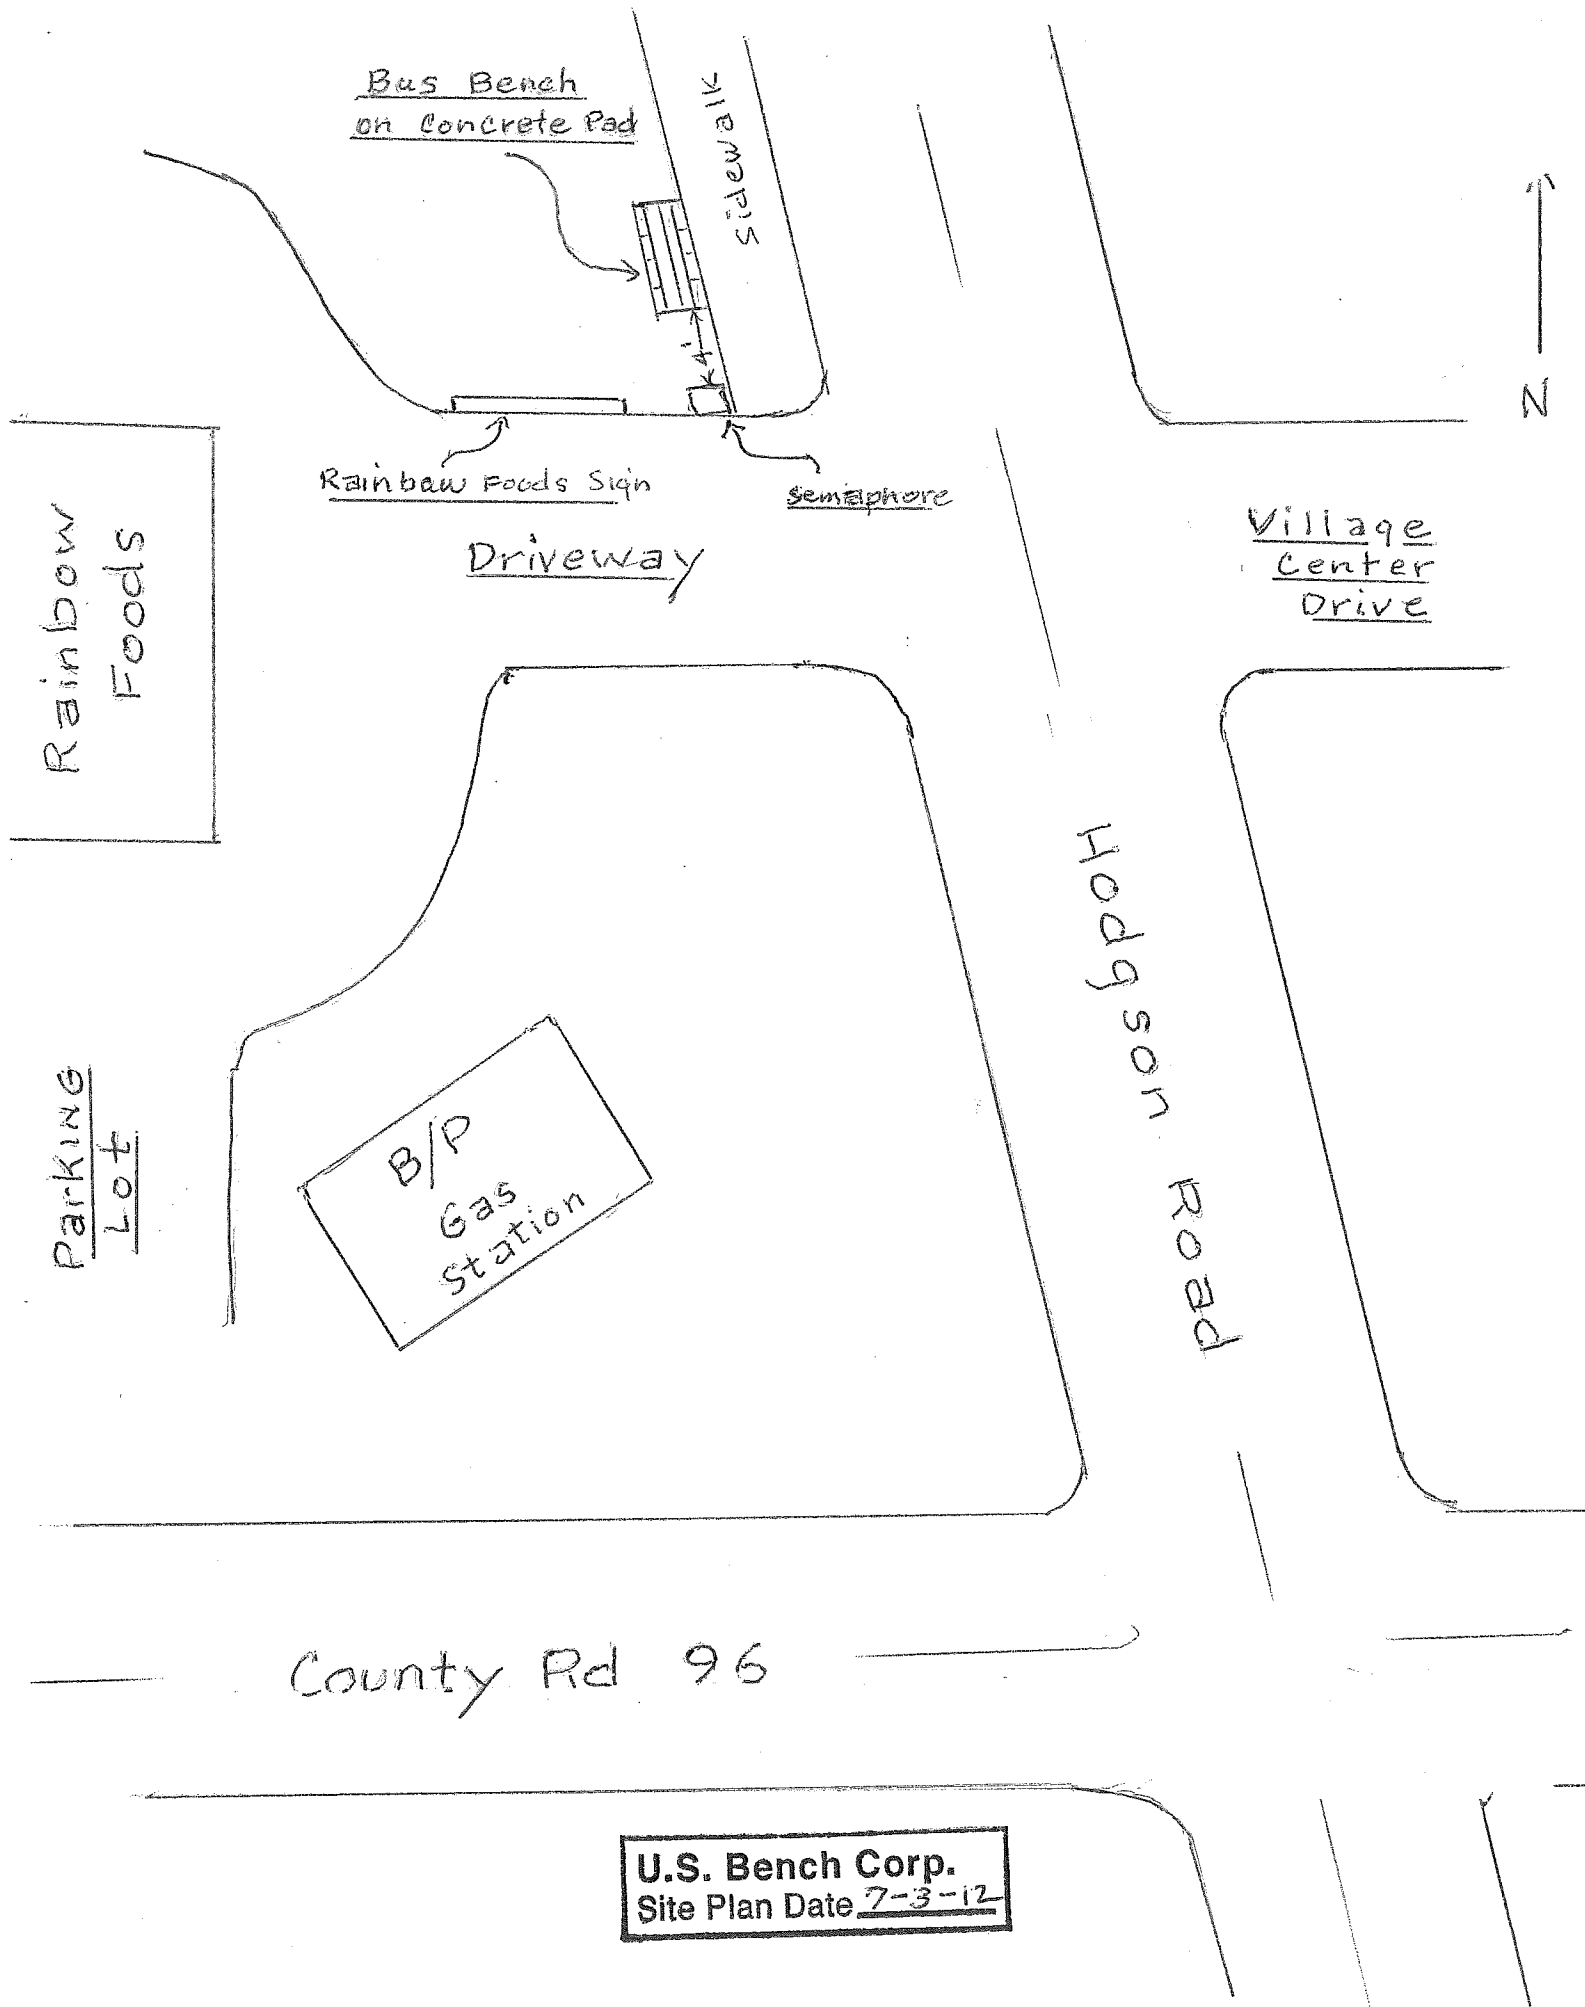 Bus Bench
on Concrete Pad
Sidewalk
4'
N
Rainbow Foods Sign
Semaphore
Driveway
Village
Center
Drive
Rainbow
Foods
Hodgson Road
Parking
Lot
B/P
Gas
Station
County Rd 96
U.S. Bench Corp.
Site Plan Date 7-3-12